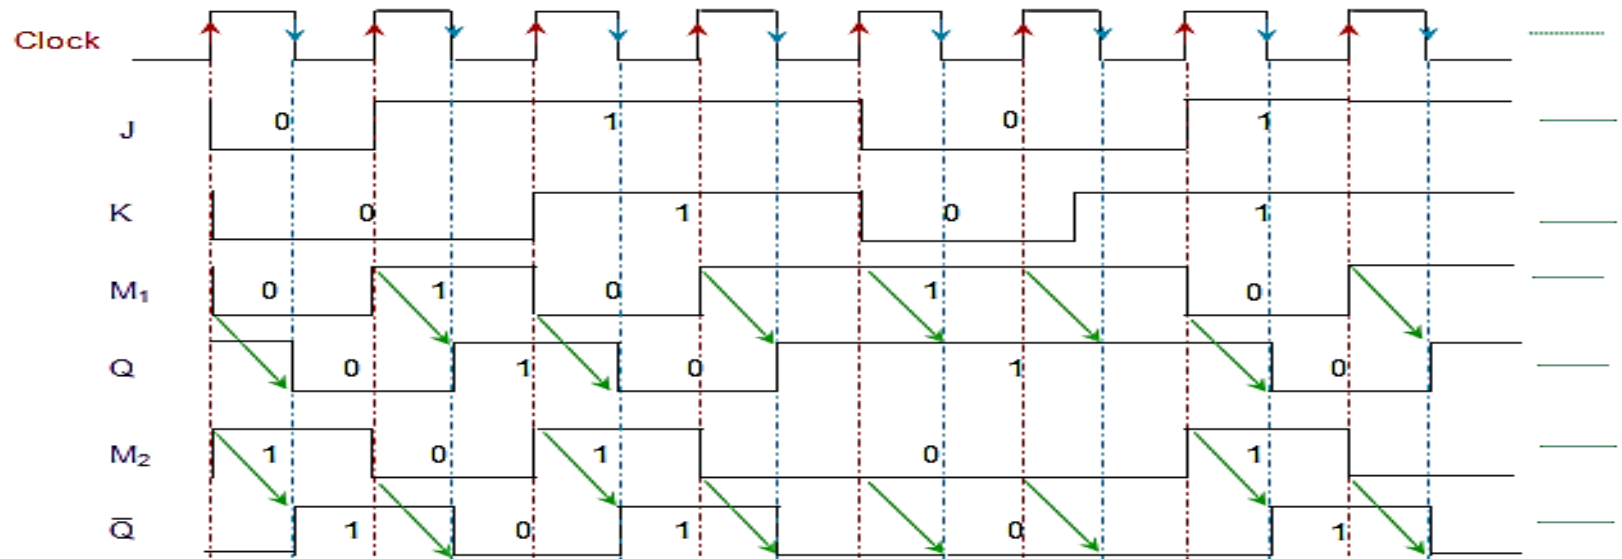 Clock
J 0 1 0 1
K 0 1 0 1
M₁ 0 1 0 1 0
Q 0 1 0 1 0
M₂ 1 0 1 0 1
Q̅ 1 0 1 0 1